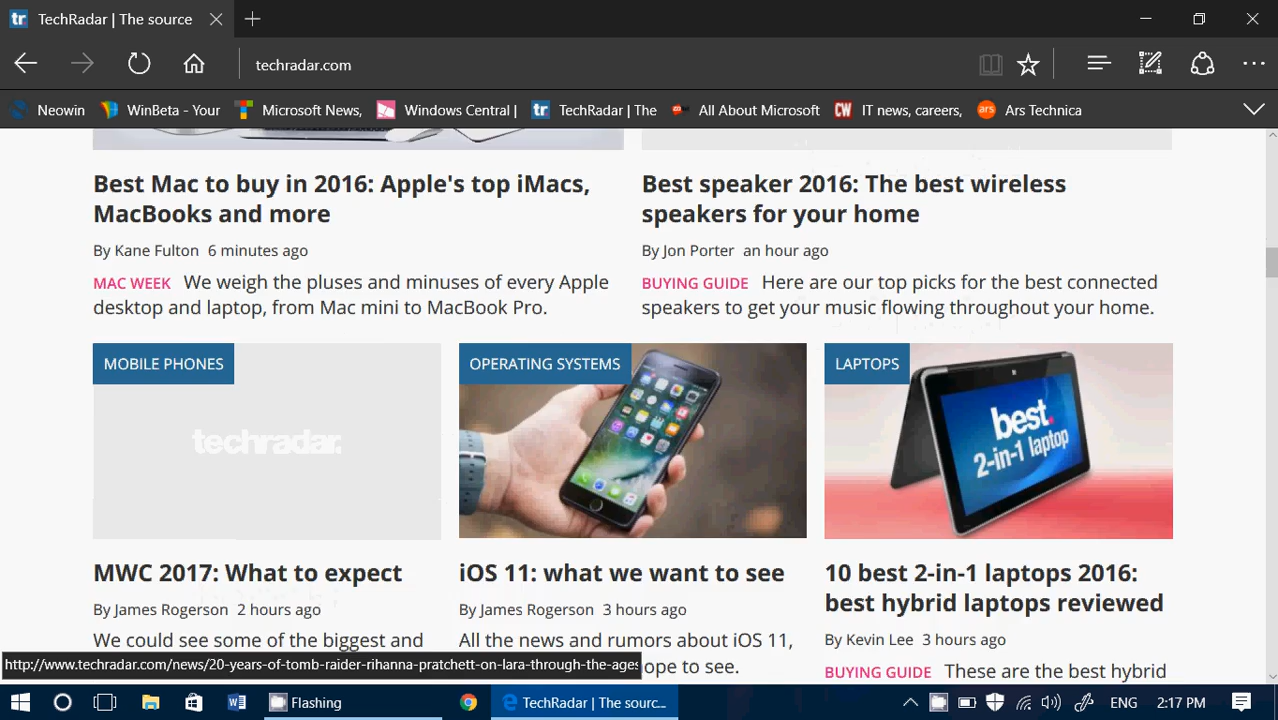 tr TechRadar | The source
techradar.com
Neowin WinBeta - Your Microsoft News, Windows Central | tr TechRadar | The All About Microsoft CW IT news, careers, ars Ars Technica
Best Mac to buy in 2016: Apple's top iMacs,
MacBooks and more
By Kane Fulton 6 minutes ago
MAC WEEK We weigh the pluses and minuses of every Apple
desktop and laptop, from Mac mini to MacBook Pro.
Best speaker 2016: The best wireless
speakers for your home
By Jon Porter an hour ago
BUYING GUIDE Here are our top picks for the best connected
speakers to get your music flowing throughout your home.
MOBILE PHONES
techradar.
MWC 2017: What to expect
By James Rogerson 2 hours ago
We could see some of the biggest and
OPERATING SYSTEMS
iOS 11: what we want to see
By James Rogerson 3 hours ago
All the news and rumors about iOS 11,
ope to see.
LAPTOPS
best.
2-in-1 laptop
10 best 2-in-1 laptops 2016:
best hybrid laptops reviewed
By Kevin Lee 3 hours ago
BUYING GUIDE These are the best hybrid
http://www.techradar.com/news/20-years-of-tomb-raider-rihanna-pratchett-on-lara-through-the-ages
Flashing TechRadar | The sourc... ENG 2:17 PM